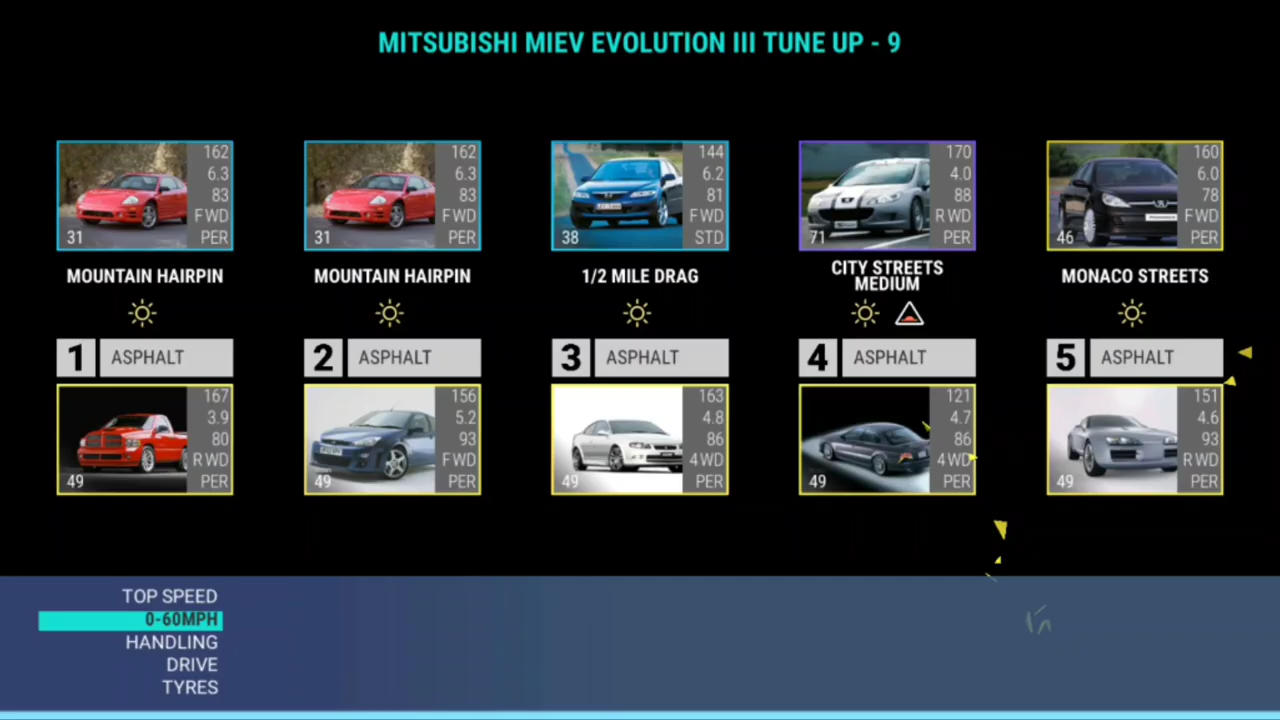 MITSUBISHI MIEV EVOLUTION III TUNE UP - 9
162
6.3
83
FWD
31 PER
162
6.3
83
FWD
31 PER
144
6.2
81
FWD
38 STD
170
4.0
88
RWD
71 PER
160
6.0
78
FWD
46 PER
MOUNTAIN HAIRPIN
MOUNTAIN HAIRPIN
1/2 MILE DRAG
CITY STREETS
MEDIUM
MONACO STREETS
1 ASPHALT
2 ASPHALT
3 ASPHALT
4 ASPHALT
5 ASPHALT
167
3.9
80
RWD
49 PER
156
5.2
93
FWD
49 PER
163
4.8
86
4WD
49 PER
121
4.7
86
4WD
49 PER
151
4.6
93
RWD
49 PER
TOP SPEED
0-60MPH
HANDLING
DRIVE
TYRES